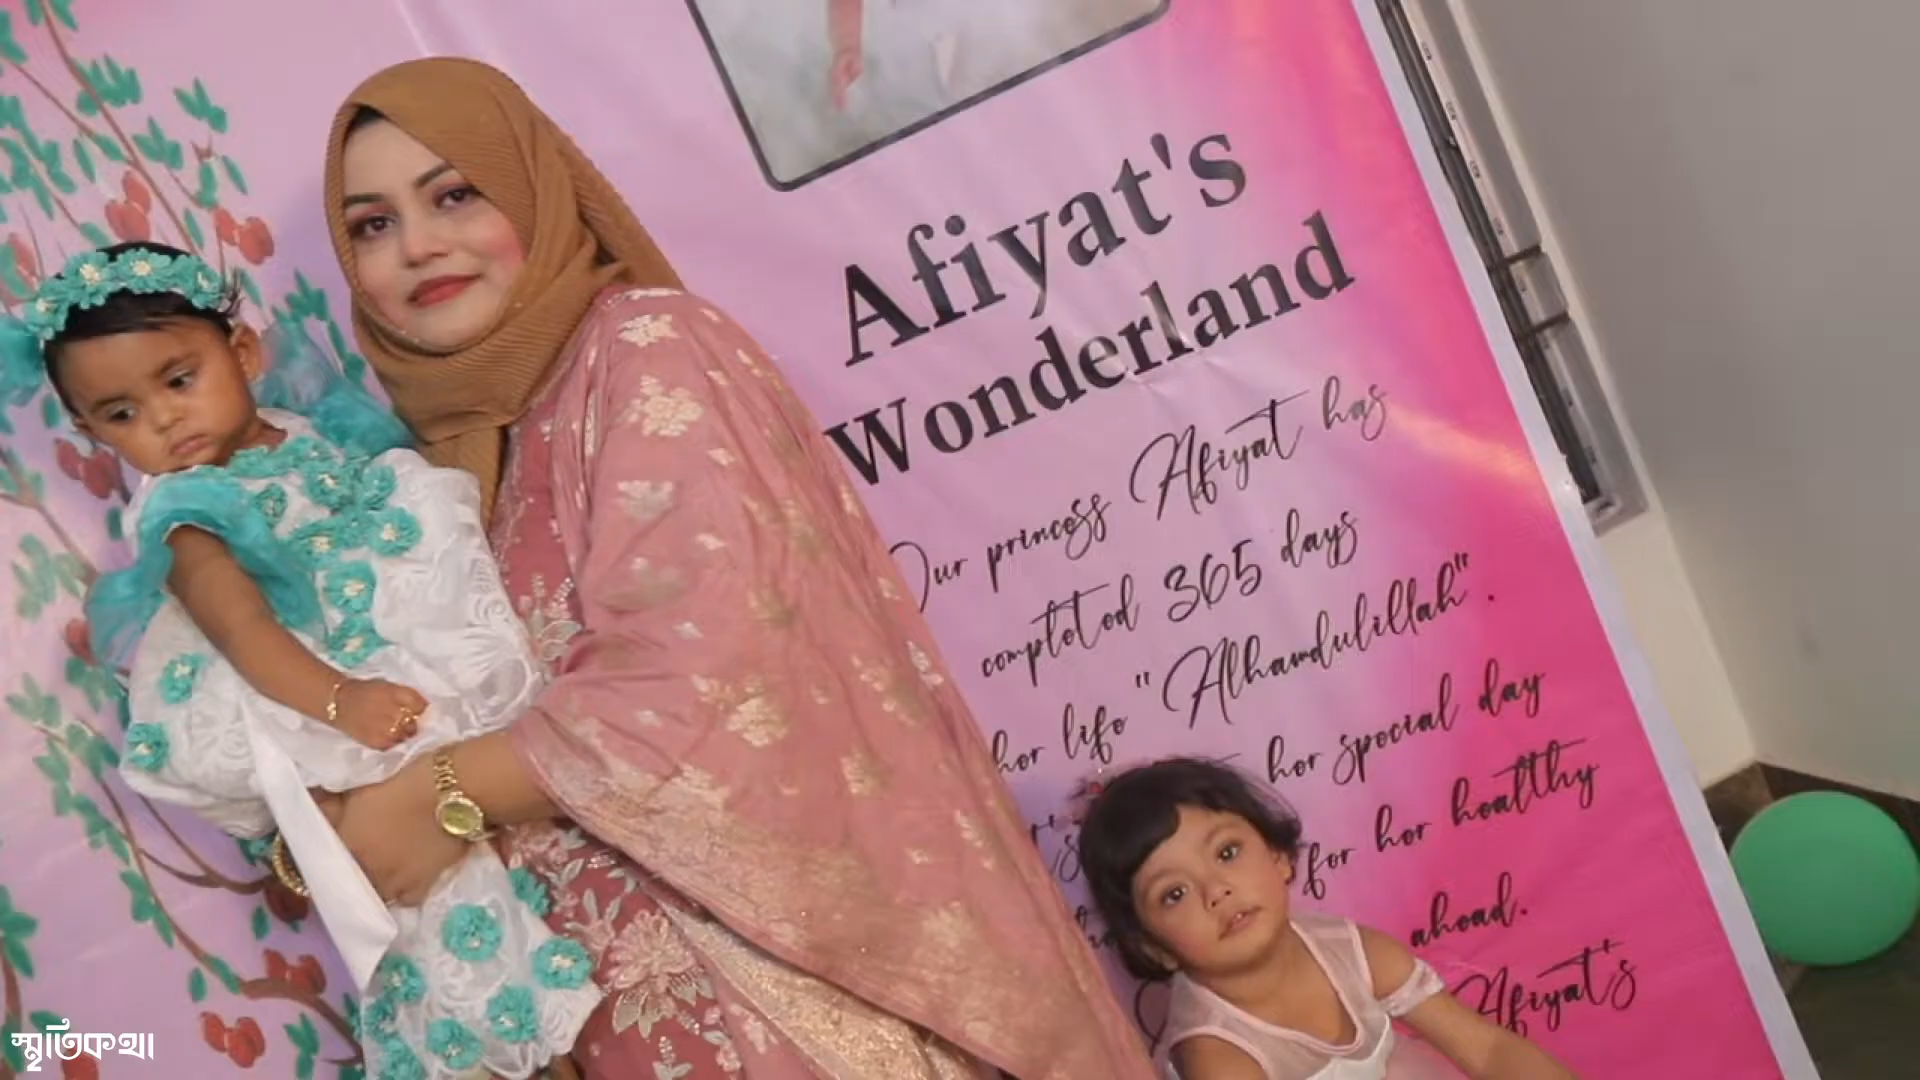 Afiyat's
Wonderland
Our princess Afiyat has
completed 365 days
her life "Alhamdulillah".
her special day
for her healthy
ahead.
Afiyat's
স্মৃতিকথা